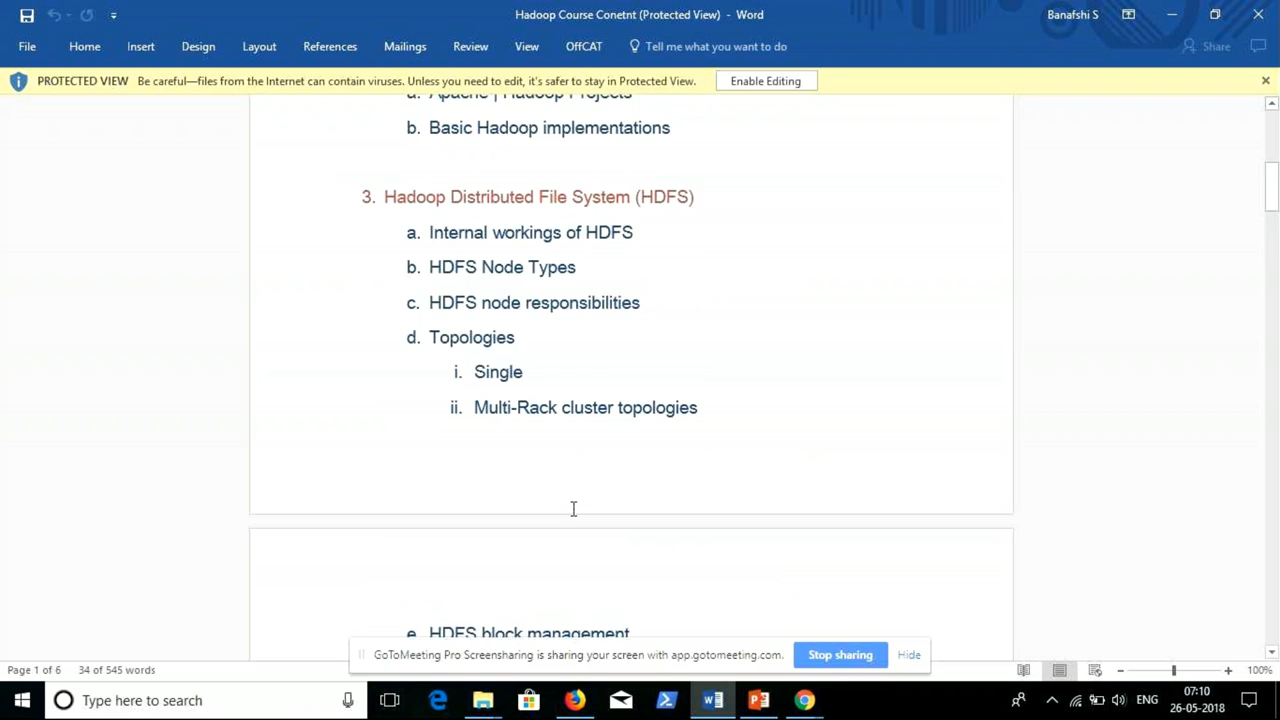 Hadoop Course Conetnt (Protected View) - Word
Banafshi S
File
Home
Insert
Design
Layout
References
Mailings
Review
View
OffCAT
Tell me what you want to do
Share
PROTECTED VIEW Be careful—files from the Internet can contain viruses. Unless you need to edit, it's safer to stay in Protected View.
Enable Editing
a. Apache | Hadoop Projects
b. Basic Hadoop implementations
3. Hadoop Distributed File System (HDFS)
a. Internal workings of HDFS
b. HDFS Node Types
c. HDFS node responsibilities
d. Topologies
i. Single
ii. Multi-Rack cluster topologies
e. HDFS block management
GoToMeeting Pro Screensharing is sharing your screen with app.gotomeeting.com.
Stop sharing
Hide
Page 1 of 6
34 of 545 words
100%
Type here to search
ENG
07:10
26-05-2018